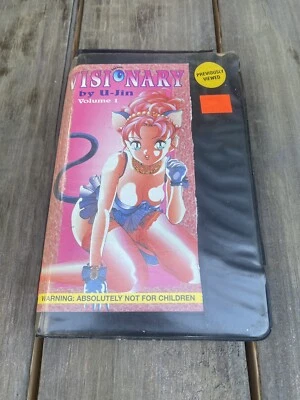 VISIONARY
by U-Jin
Volume 1
PREVIOUSLY
VIEWED
WARNING: ABSOLUTELY NOT FOR CHILDREN